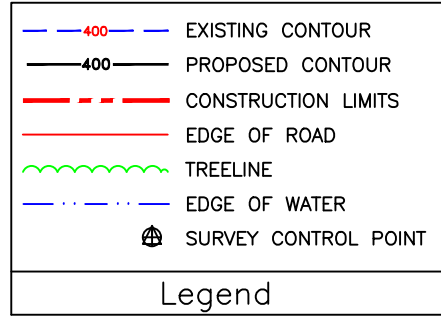 400 EXISTING CONTOUR
400 PROPOSED CONTOUR
CONSTRUCTION LIMITS
EDGE OF ROAD
TREELINE
EDGE OF WATER
SURVEY CONTROL POINT
Legend